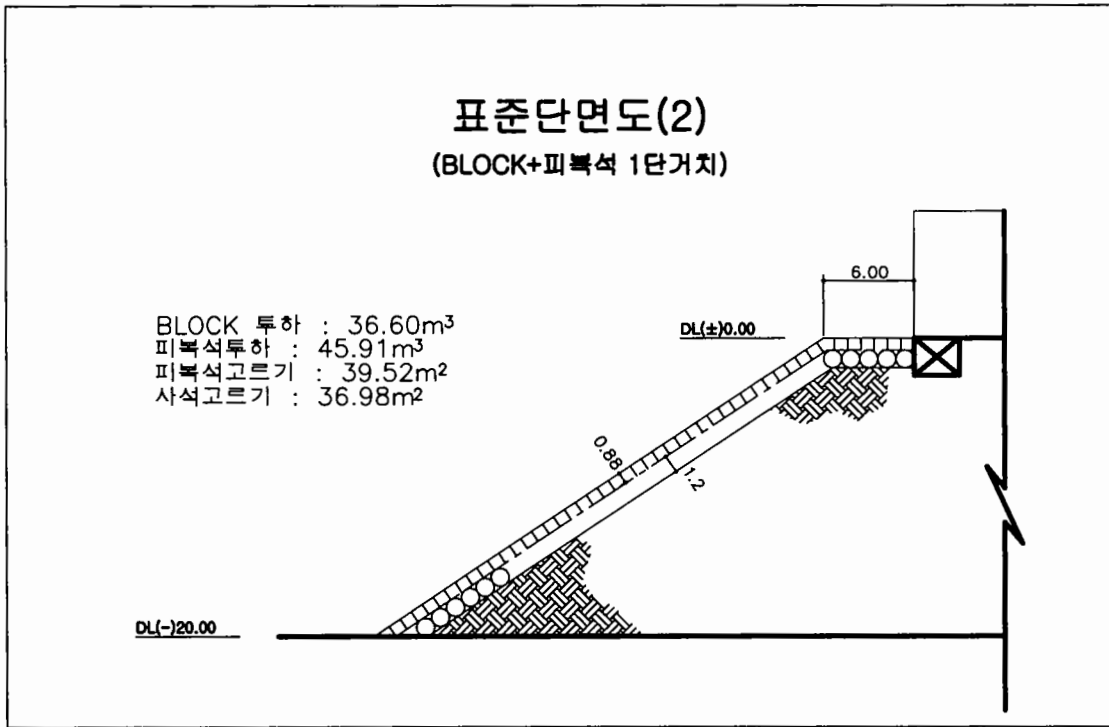 표준단면도(2)
(BLOCK+피복석 1단거치)
6.00
DL(±)0.00
BLOCK 투하 : 36.60m³
피복석투하 : 45.91m³
피복석고르기 : 39.52m²
사석고르기 : 36.98m²
0.88
1.2
DL(-)20.00